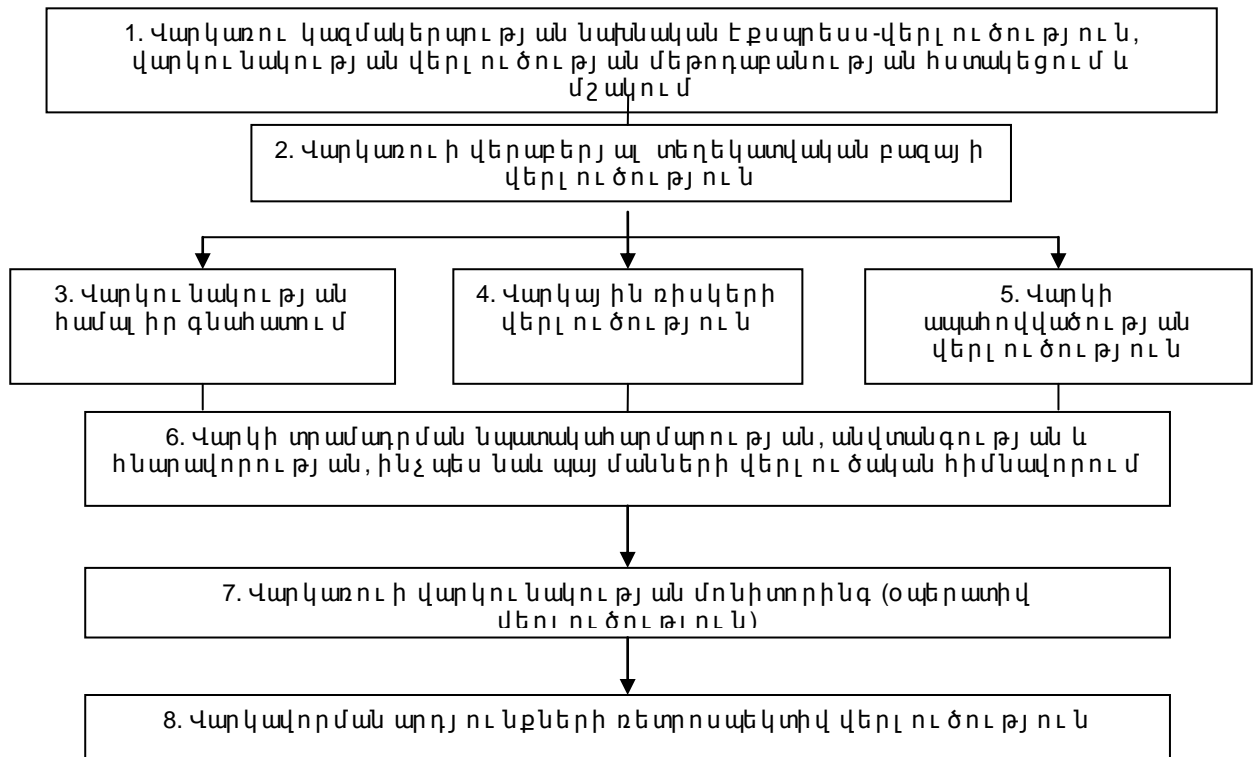 1. Վարկառու կազմակերպության նախնական էքսպրեսս-վերլուծություն,
վարկունակության վերլուծության մեթոդաբանության հստակեցում և
մշակում
2. Վարկառուի վերաբերյալ տեղեկատվական բազայի
վերլուծություն
3. Վարկունակության
համալիր գնահատում
4. Վարկային ռիսկերի
վերլուծություն
5. Վարկի
ապահովվածության
վերլուծություն
6. Վարկի տրամադրման նպատակահարմարության, անվտանգության և
հնարավորության, ինչպես նաև պայմանների վերլուծական հիմնավորում
7. Վարկառուի վարկունակության մոնիտորինգ (օպերատիվ
վերլուծություն)
8. Վարկավորման արդյունքների ռետրոսպեկտիվ վերլուծություն